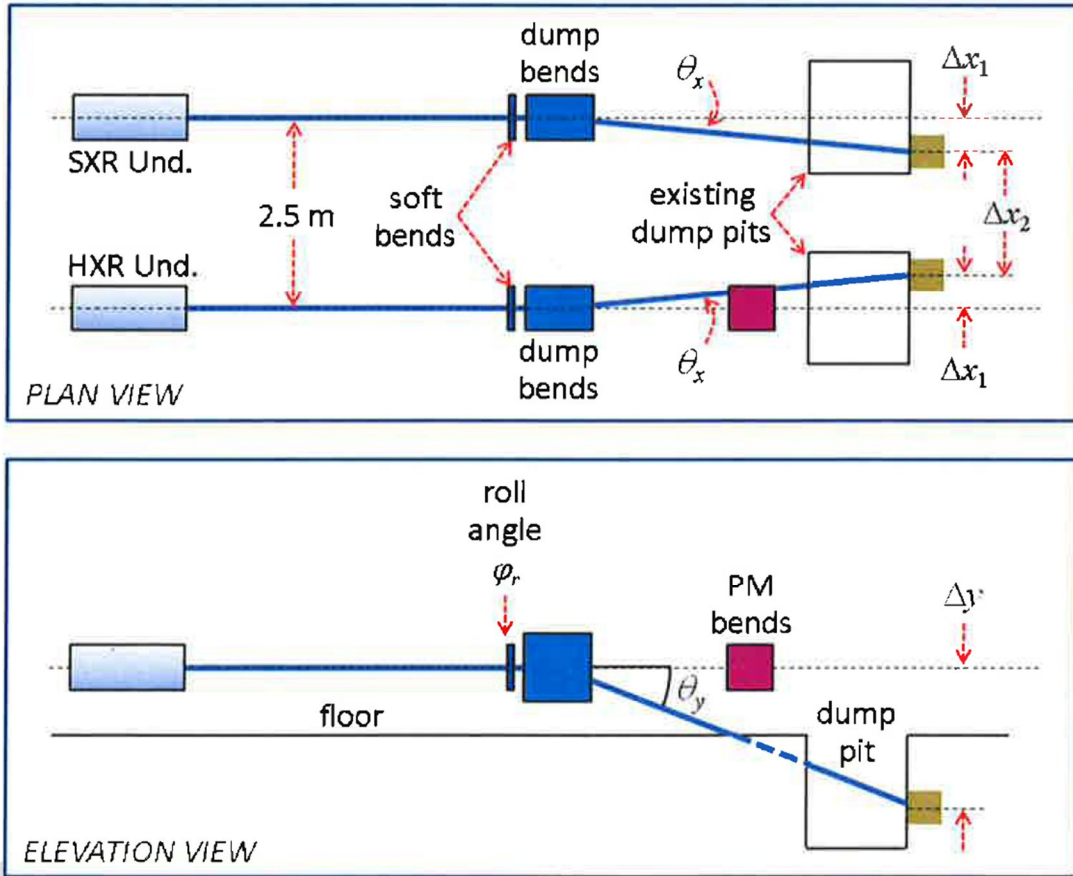 dump
bends
θx
Δx1
SXR Und.
2.5 m
soft
bends
existing
dump pits
Δx2
HXR Und.
dump
bends
θx
Δx1
PLAN VIEW
roll
angle
φr
PM
bends
Δy
θy
floor
dump
pit
ELEVATION VIEW